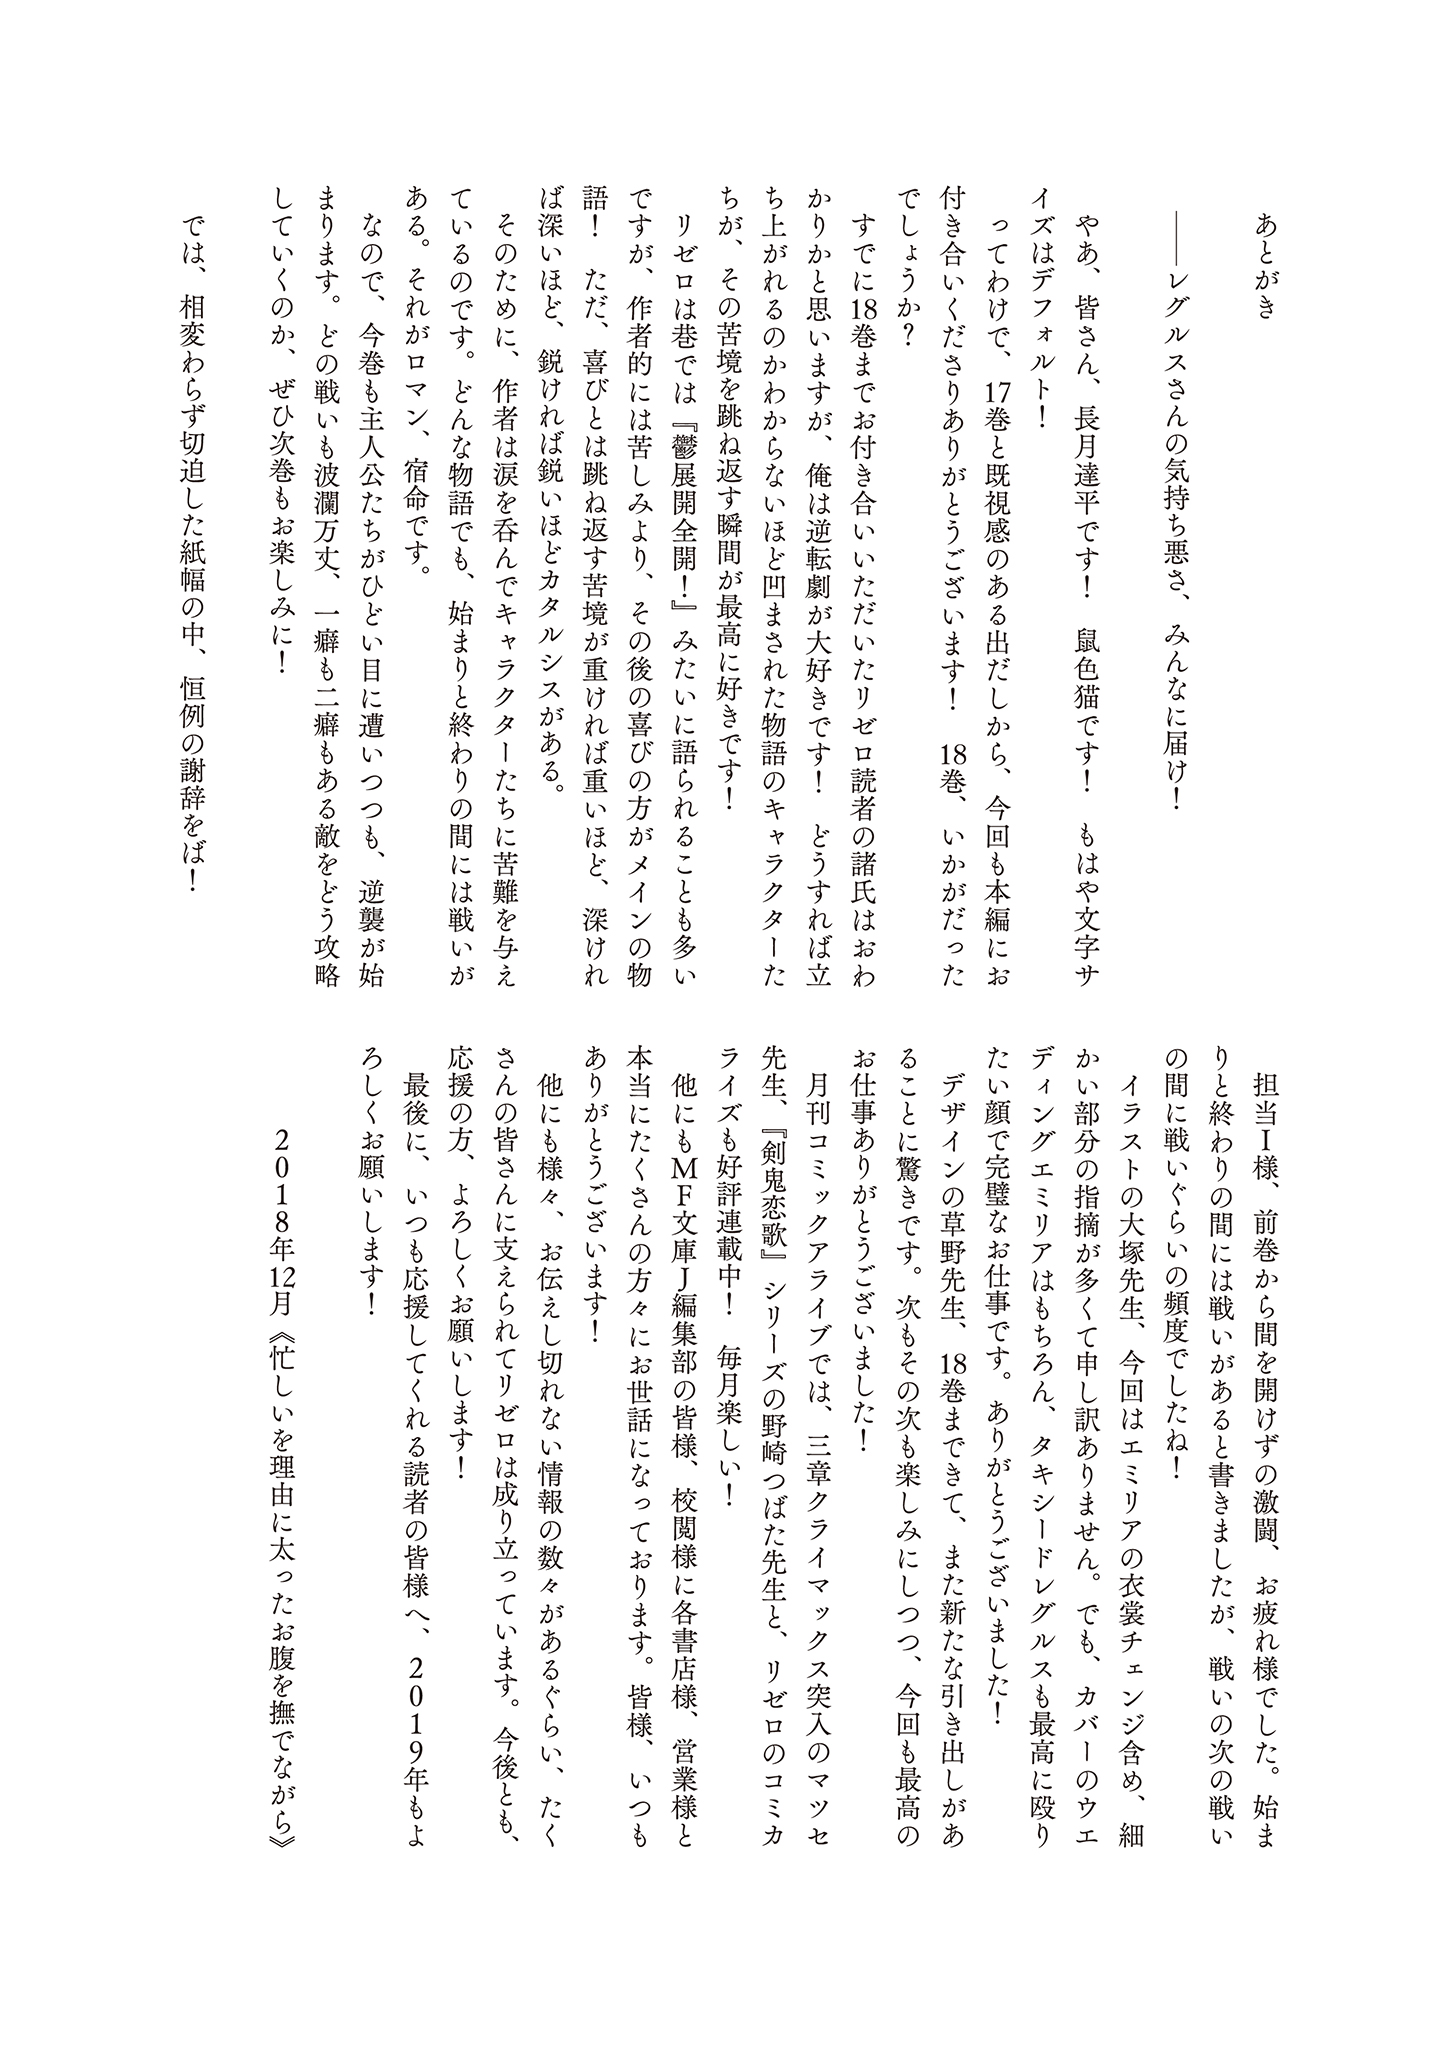 あとがき
――レグルスさんの気持ち悪さ、みんなに届け！
やあ、皆さん、長月達平です！　鼠色猫です！　もはや文字サ
イズはデフォルト！
ってわけで、17巻と既視感のある出だしから、今回も本編にお
付き合いくださりありがとうございます！　18巻、いかがだった
でしょうか？
すでに18巻までお付き合いいただいたリゼロ読者の諸氏はおわ
かりかと思いますが、俺は逆転劇が大好きです！　どうすれば立
ち上がれるのかわからないほど凹まされた物語のキャラクターた
ちが、その苦境を跳ね返す瞬間が最高に好きです！
リゼロは巷では『鬱展開全開！』みたいに語られることも多い
ですが、作者的には苦しみより、その後の喜びの方がメインの物
語！　ただ、喜びとは跳ね返す苦境が重ければ重いほど、深けれ
ば深いほど、鋭ければ鋭いほどカタルシスがある。
そのために、作者は涙を呑んでキャラクターたちに苦難を与え
ているのです。どんな物語でも、始まりと終わりの間には戦いが
ある。それがロマン、宿命です。
なので、今巻も主人公たちがひどい目に遭いつつも、逆襲が始
まります。どの戦いも波瀾万丈、一癖も二癖もある敵をどう攻略
していくのか、ぜひ次巻もお楽しみに！
では、相変わらず切迫した紙幅の中、恒例の謝辞をば！
担当Ｉ様、前巻から間を開けずの激闘、お疲れ様でした。始ま
りと終わりの間には戦いがあると書きましたが、戦いの次の戦い
の間に戦いぐらいの頻度でしたね！
イラストの大塚先生、今回はエミリアの衣裳チェンジ含め、細
かい部分の指摘が多くて申し訳ありません。でも、カバーのウエ
ディングエミリアはもちろん、タキシードレグルスも最高に殴り
たい顔で完璧なお仕事です。ありがとうございました！
デザインの草野先生、18巻まできて、また新たな引き出しがあ
ることに驚きです。次もその次も楽しみにしつつ、今回も最高の
お仕事ありがとうございました！
月刊コミックアライブでは、三章クライマックス突入のマツセ
先生、『剣鬼恋歌』シリーズの野崎つばた先生と、リゼロのコミカ
ライズも好評連載中！　毎月楽しい！
他にもＭＦ文庫Ｊ編集部の皆様、校閲様に各書店様、営業様と
本当にたくさんの方々にお世話になっております。皆様、いつも
ありがとうございます！
他にも様々、お伝えし切れない情報の数々があるぐらい、たく
さんの皆さんに支えられてリゼロは成り立っています。今後とも、
応援の方、よろしくお願いします！
最後に、いつも応援してくれる読者の皆様へ、２０１９年もよ
ろしくお願いします！
２０１８年12月《忙しいを理由に太ったお腹を撫でながら》